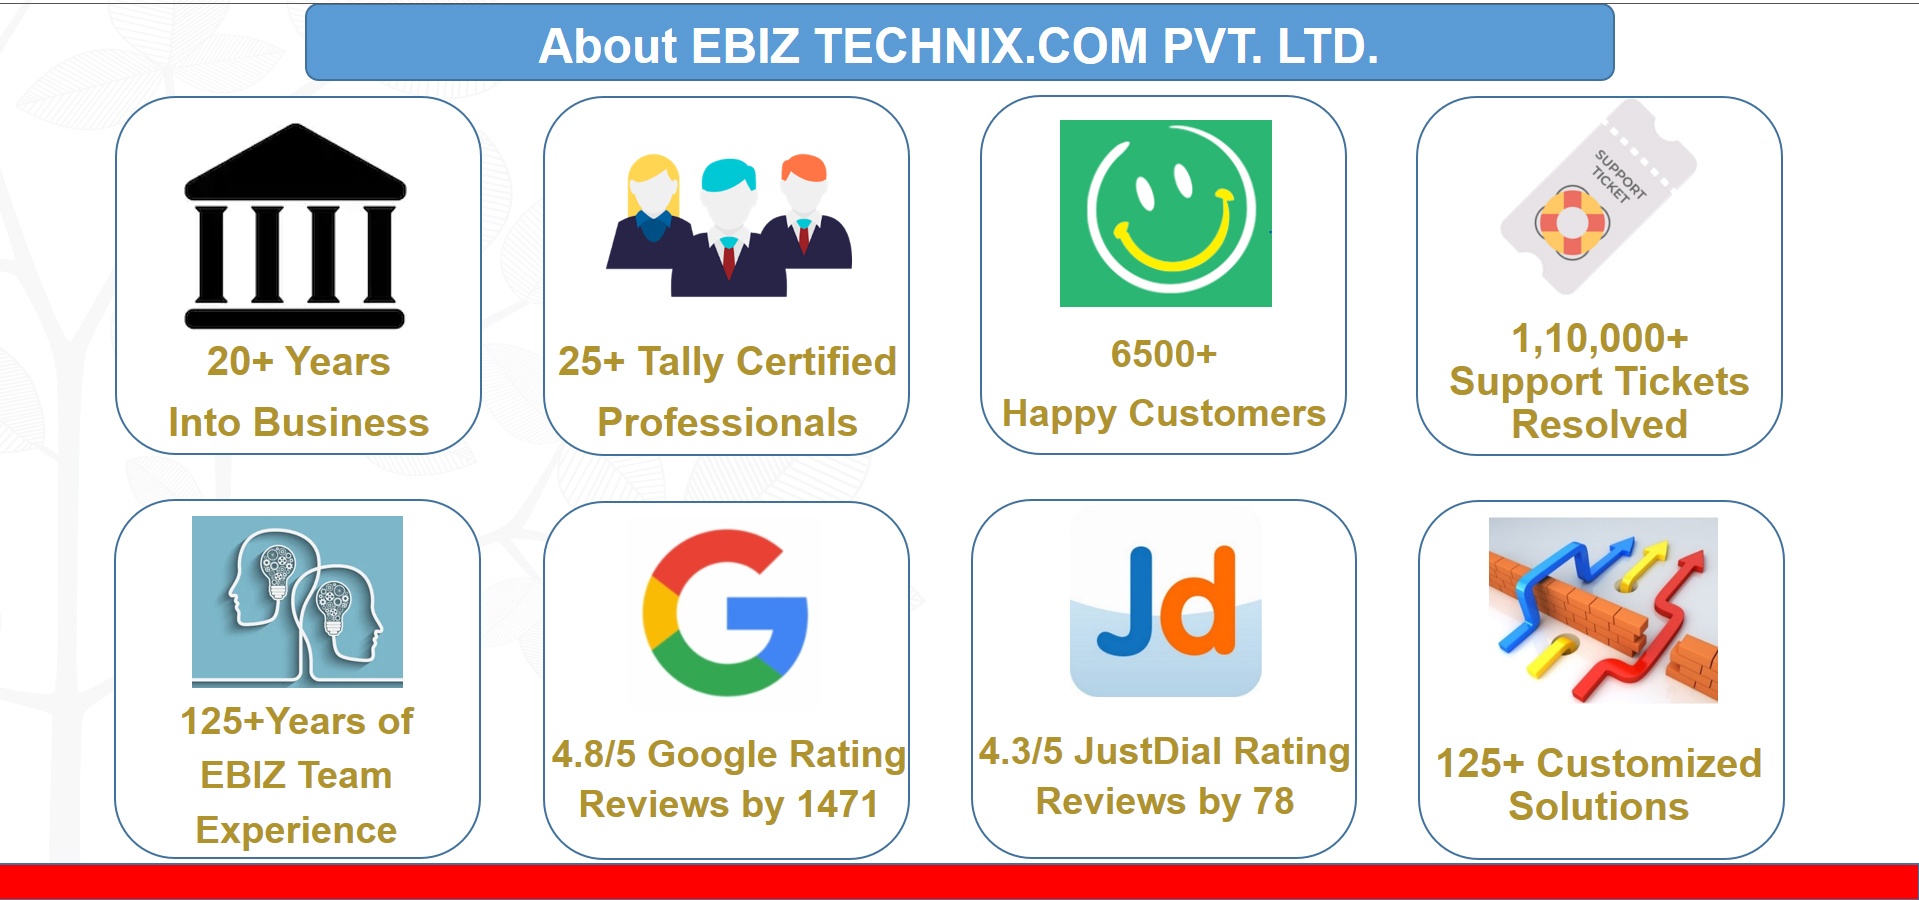 About EBIZ TECHNIX.COM PVT. LTD.
20+ Years
Into Business
25+ Tally Certified
Professionals
6500+
Happy Customers
SUPPORT
TICKET
1,10,000+
Support Tickets
Resolved
125+Years of
EBIZ Team
Experience
4.8/5 Google Rating
Reviews by 1471
Jd
4.3/5 JustDial Rating
Reviews by 78
125+ Customized
Solutions